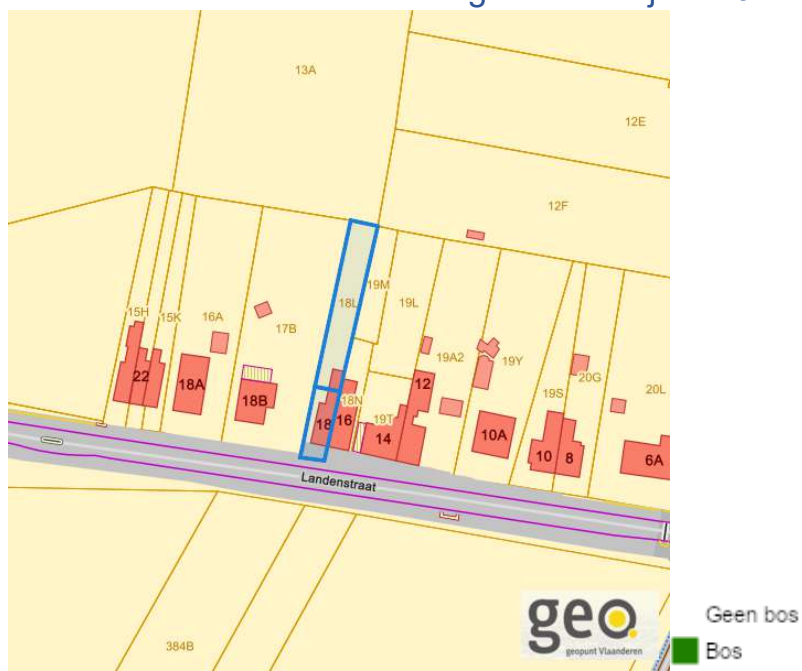 13A
12E
12F
15H
15K
16A
17B
18L
19M
19L
19A2
19Y
19S
20G
20L
22
18A
18B
18
16
18N
19T
14
12
10A
10
8
6A
Landenstraat
384B
geo
geopunt Vlaanderen
Geen bos
Bos